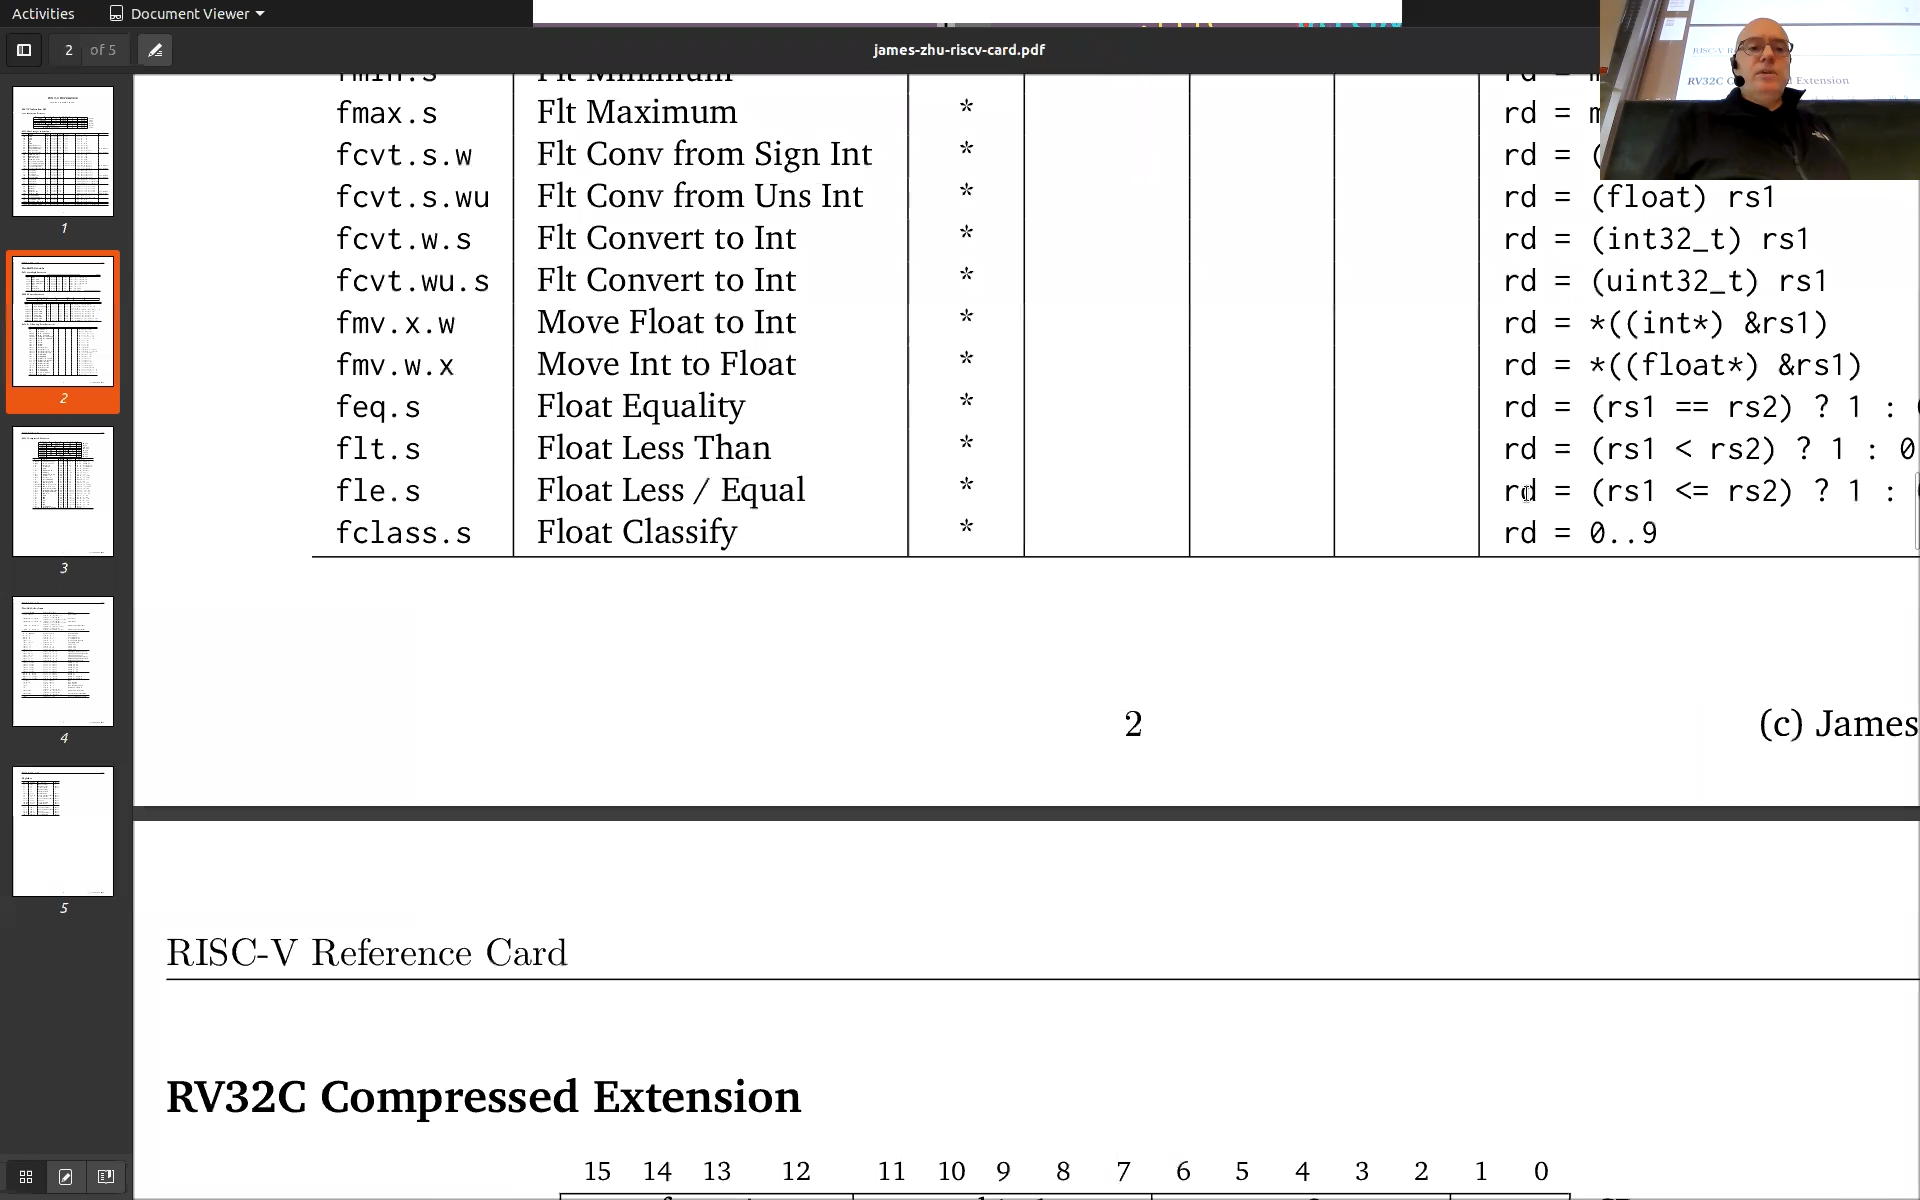 Activities
Document Viewer
2 of 5
james-zhu-riscv-card.pdf
1
2
3
4
5
RISC-V R
RV32C C Extension
fmin.s Flt Minimum rd =
fmax.s Flt Maximum * rd =
fcvt.s.w Flt Conv from Sign Int * rd = (
fcvt.s.wu Flt Conv from Uns Int * rd = (float) rs1
fcvt.w.s Flt Convert to Int * rd = (int32_t) rs1
fcvt.wu.s Flt Convert to Int * rd = (uint32_t) rs1
fmv.x.w Move Float to Int * rd = *((int*) &rs1)
fmv.w.x Move Int to Float * rd = *((float*) &rs1)
feq.s Float Equality * rd = (rs1 == rs2) ? 1 :
flt.s Float Less Than * rd = (rs1 < rs2) ? 1 : 0
fle.s Float Less / Equal * rd = (rs1 <= rs2) ? 1 :
fclass.s Float Classify * rd = 0..9
2
(c) James
RISC-V Reference Card
RV32C Compressed Extension
15 14 13 12 11 10 9 8 7 6 5 4 3 2 1 0